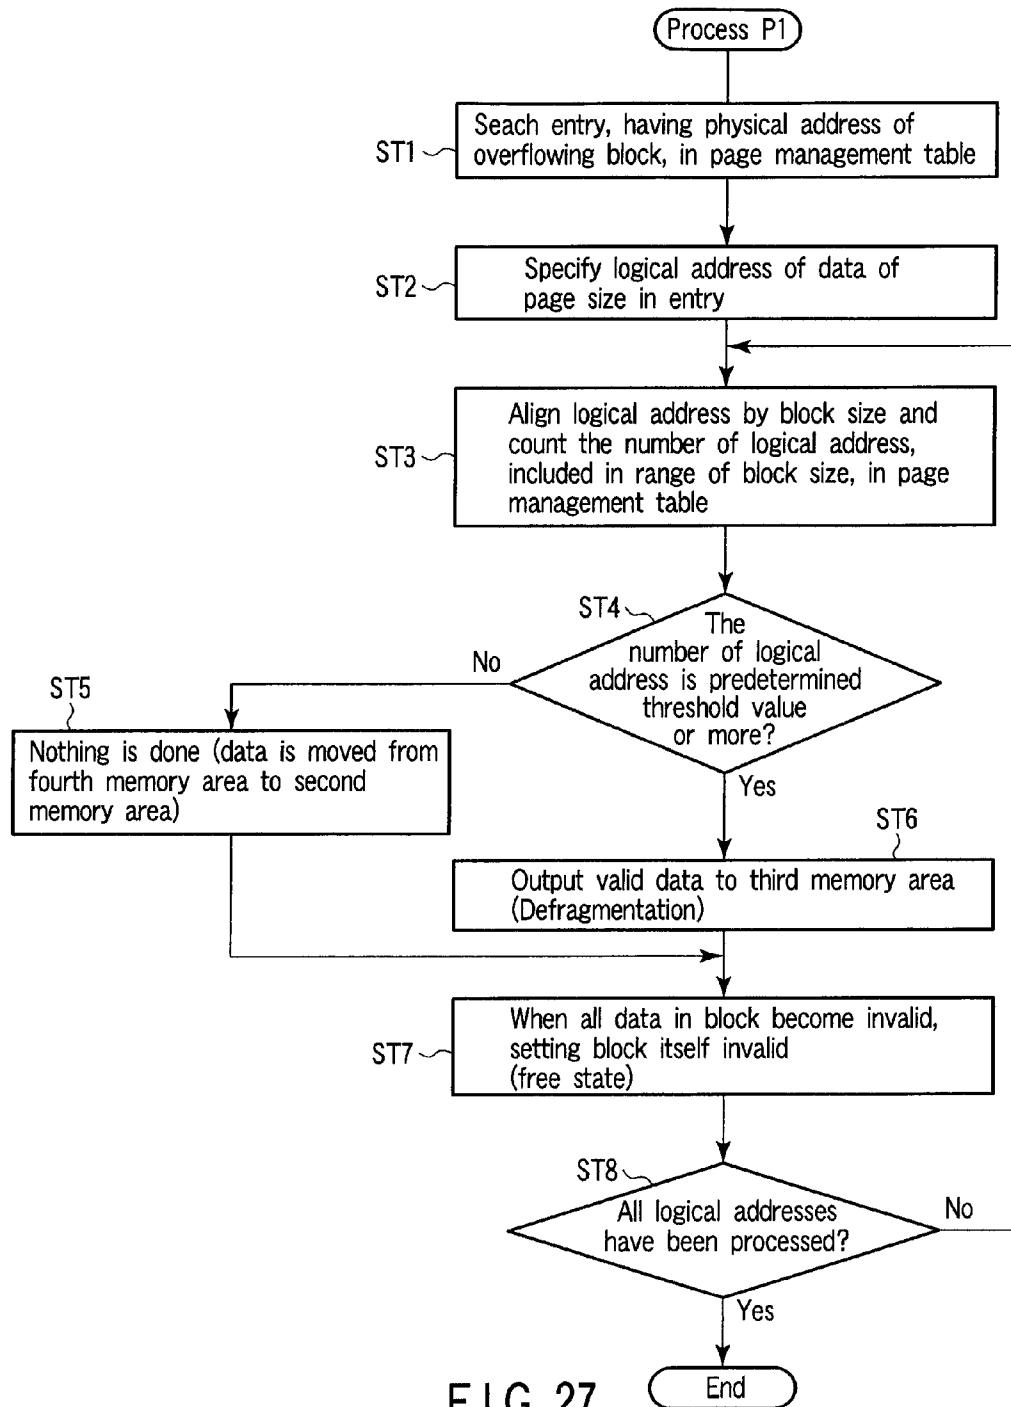 Process P1
ST1
Seach entry, having physical address of
overflowing block, in page management table
ST2
Specify logical address of data of
page size in entry
ST3
Align logical address by block size and
count the number of logical address,
included in range of block size, in page
management table
ST4
The
number of logical
address is predetermined
threshold value
or more?
No
Yes
ST5
Nothing is done (data is moved from
fourth memory area to second
memory area)
ST6
Output valid data to third memory area
(Defragmentation)
ST7
When all data in block become invalid,
setting block itself invalid
(free state)
ST8
All logical addresses
have been processed?
No
Yes
End
FIG. 27